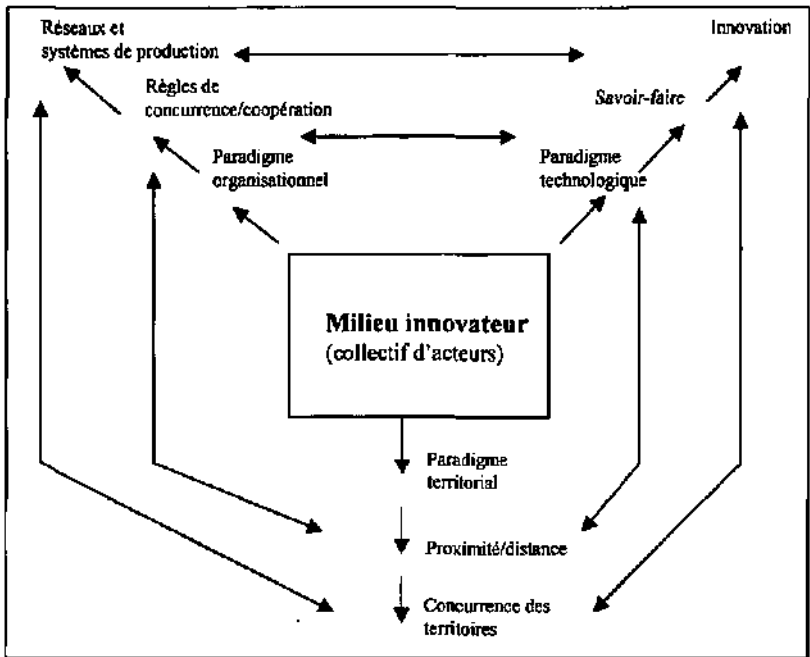 Réseaux et
systèmes de production
Innovation
Règles de
concurrence/coopération
Savoir-faire
Paradigme
organisationnel
Paradigme
technologique
Milieu innovateur
(collectif d'acteurs)
Paradigme
territorial
Proximité/distance
Concurrence des
territoires